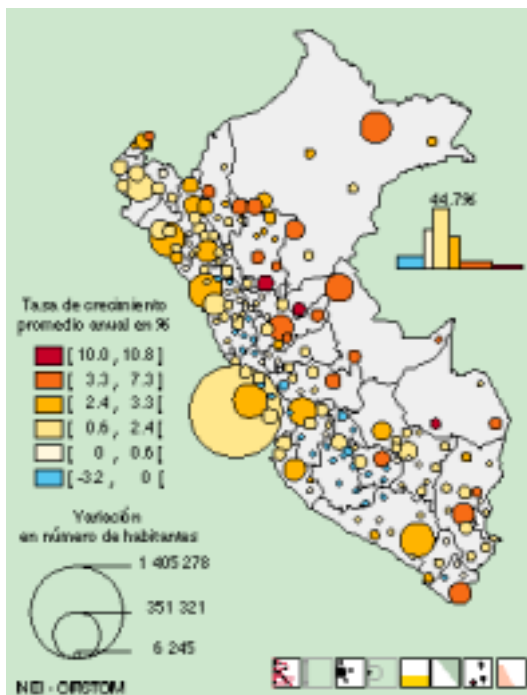 44.7%
Tasa de crecimiento
promedio anual en %
[ 10.0 , 10.8 [
[ 3.3 , 7.3 [
[ 2.4 , 3.3 [
[ 0.6 , 2.4 [
[ 0 , 0.6 [
[ -3.2 , 0 [
Variación
en número de habitantes
1 405 278
351 321
6 245
INEI - ORSTOM